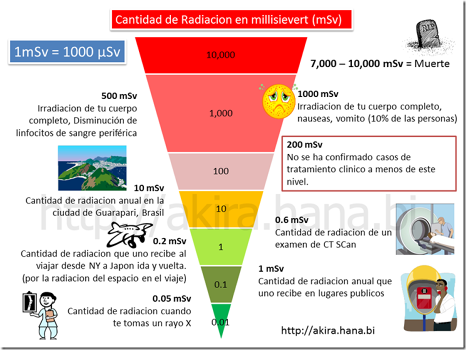 Cantidad de Radiacion en millisievert (mSv)
1mSv = 1000 µSv
10,000
7,000 – 10,000 mSv = Muerte
500 mSv
Irradiacion de tu cuerpo
completo, Disminución de
linfocitos de sangre periférica
1,000
1000 mSv
Irradiacion de tu cuerpo completo,
nauseas, vomito (10% de las personas)
200 mSv
No se ha confirmado casos de
tratamiento clinico a menos de este
nivel.
100
10 mSv
Cantidad de radiacion anual en la
ciudad de Guarapari, Brasil
10
0.6 mSv
Cantidad de radiacion de un
examen de CT SCan
http://akira.hana.bi
0.2 mSv
Cantidad de radiacion que uno recibe al
viajar desde NY a Japon ida y vuelta.
(por la radiacion del espacio en el viaje)
1
1 mSv
Cantidad de radiacion anual que
uno recibe en lugares publicos
0.1
0.05 mSv
Cantidad de radiacion cuando
te tomas un rayo X
0.01
http://akira.hana.bi